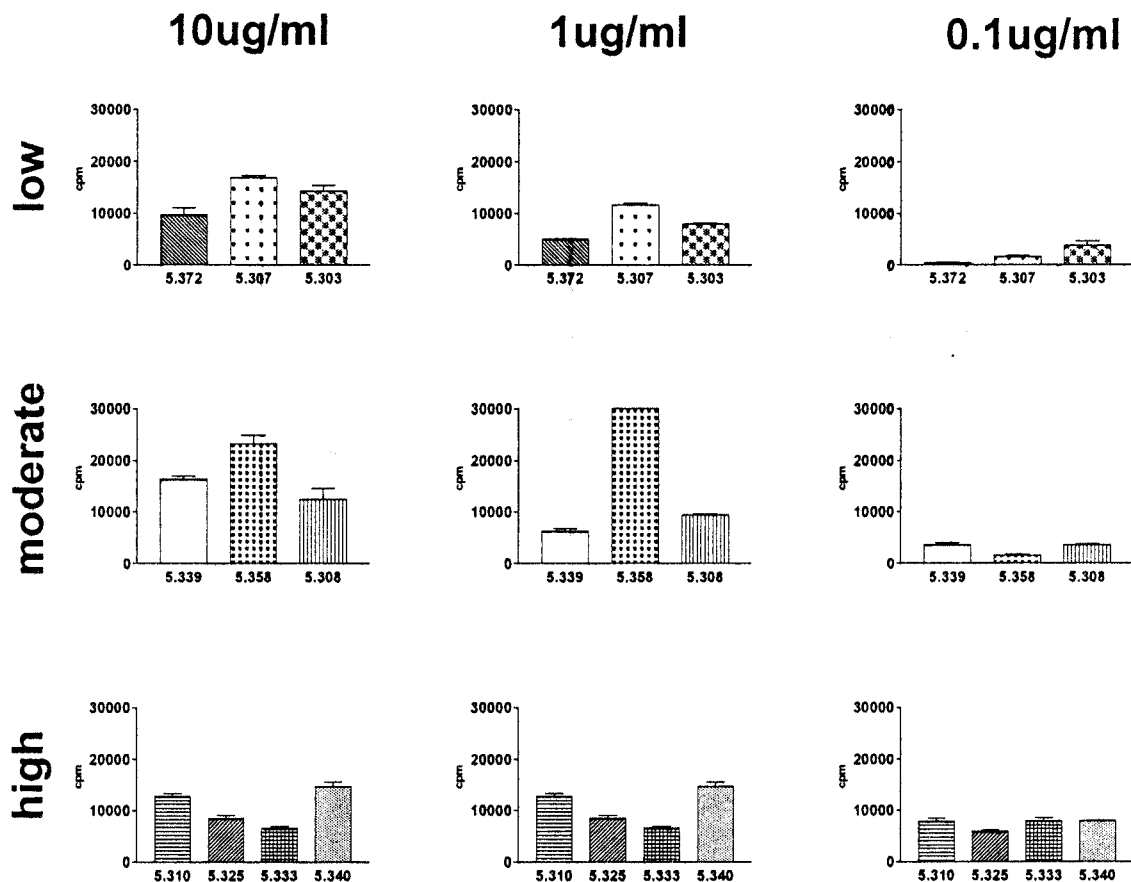 10ug/ml 1ug/ml 0.1ug/ml
low
30000 30000 30000
20000 20000 20000
cpm cpm cpm
10000 10000 10000
0 0 0
5.372 5.307 5.303 5.372 5.307 5.303 5.372 5.307 5.303
moderate
30000 30000 30000
20000 20000 20000
cpm cpm cpm
10000 10000 10000
0 0 0
5.339 5.358 5.308 5.339 5.358 5.308 5.339 5.358 5.308
high
30000 30000 30000
20000 20000 20000
cpm cpm cpm
10000 10000 10000
0 0 0
5.310 5.325 5.333 5.340 5.310 5.325 5.333 5.340 5.310 5.325 5.333 5.340